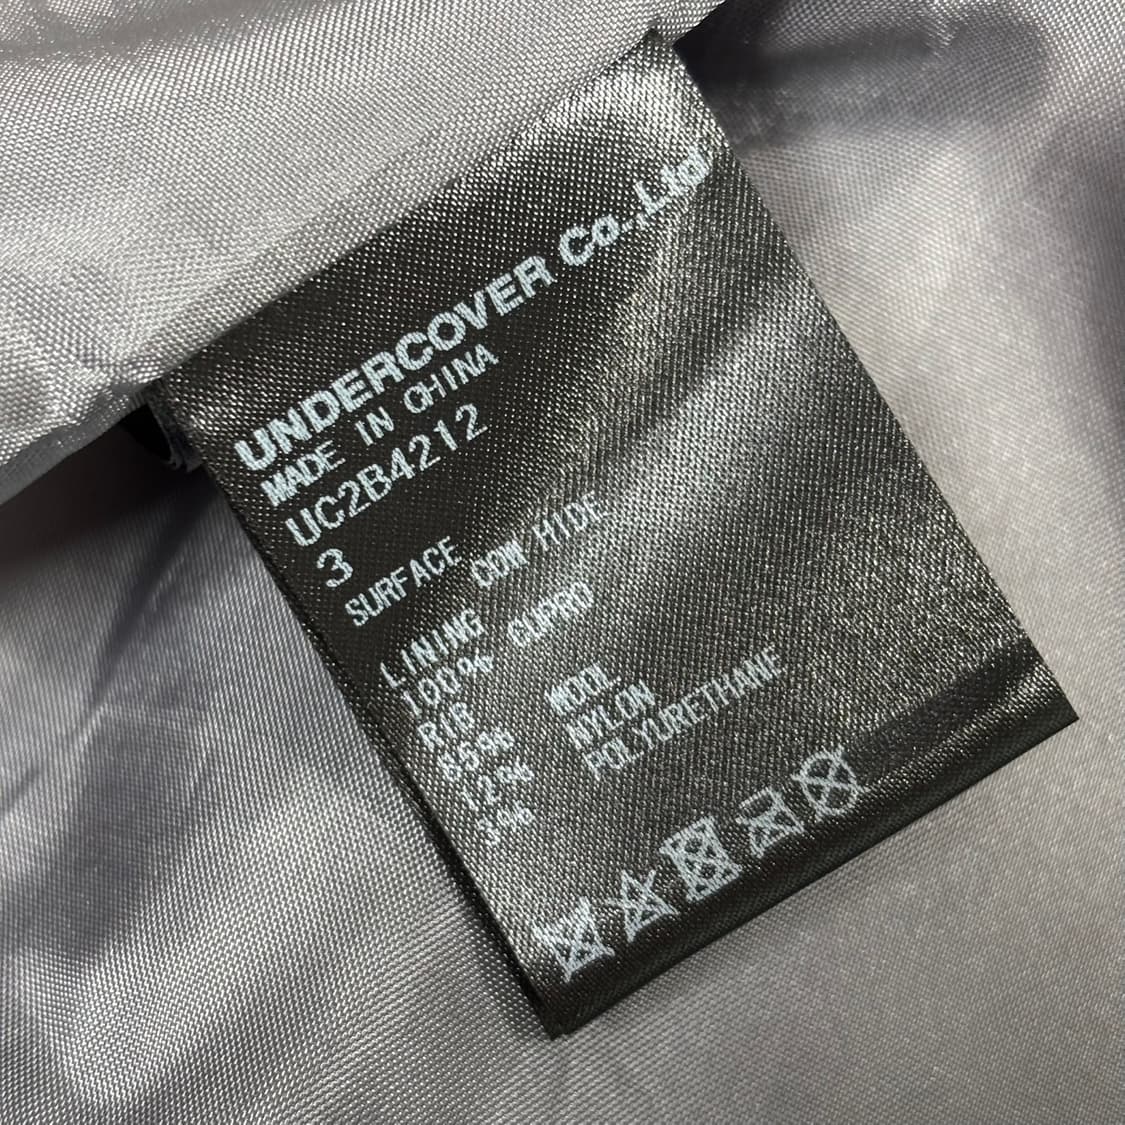 UNDERCOVER Co.,Ltd
MADE IN CHINA
UC2B4212
3
SURFACE
COW HIDE
LINING
100% CUPRO
RIB
85% WOOL
12% NYLON
3% POLYURETHANE